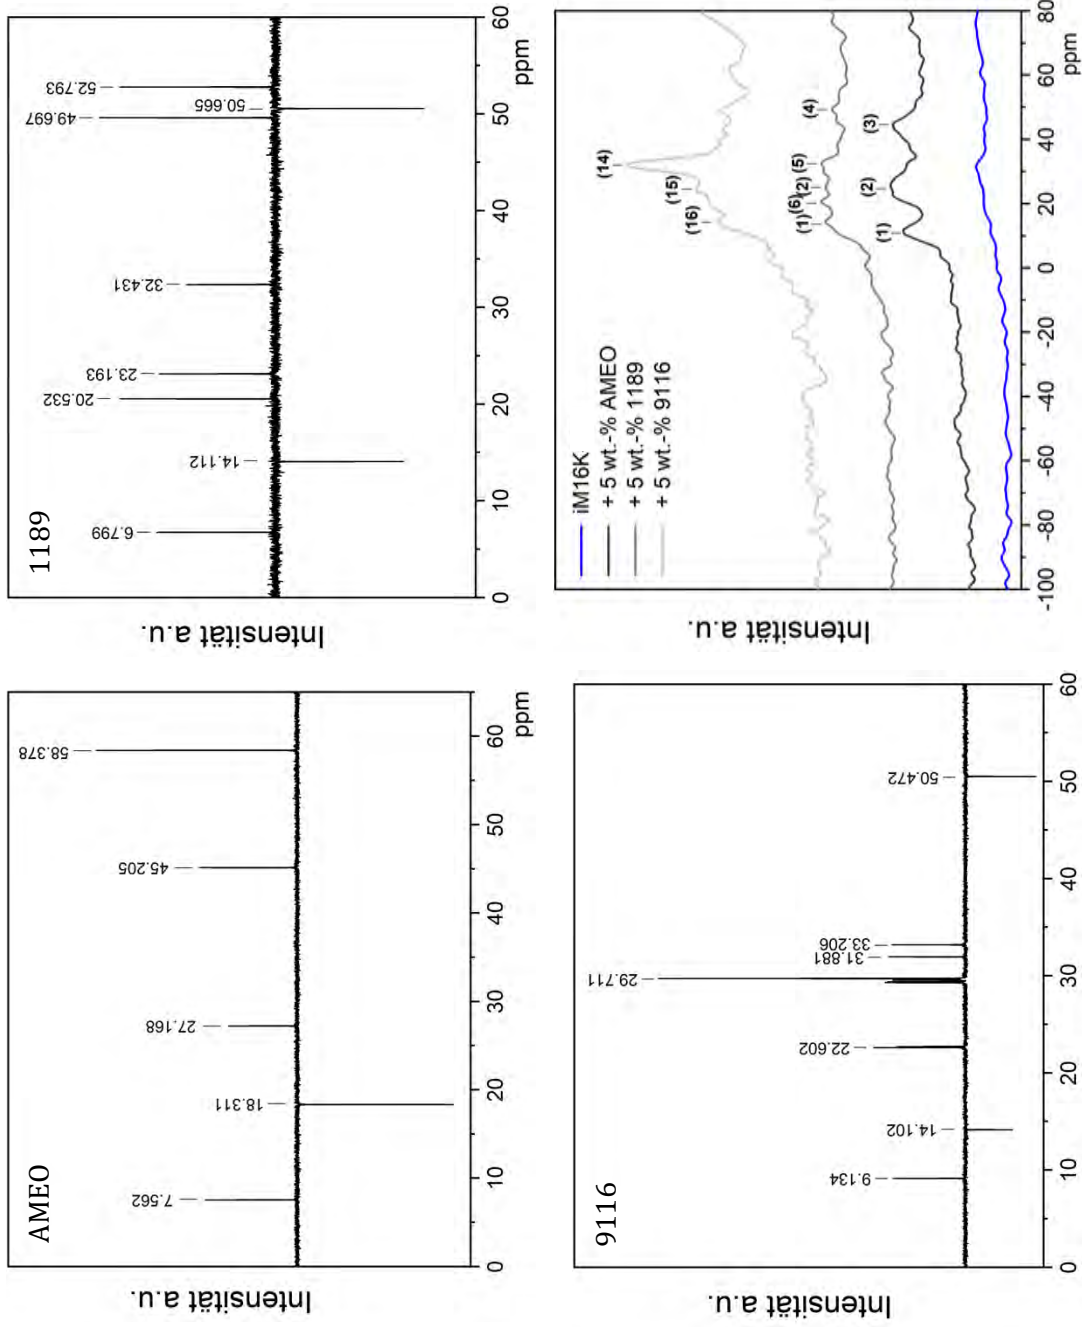 AMEO
Intensität a.u.
7.562
18.311
27.168
45.205
58.378
0 10 20 30 40 50 60
ppm
1189
Intensität a.u.
6.799
14.112
20.532
23.193
32.431
49.697
50.665
52.793
0 10 20 30 40 50 60
ppm
9116
Intensität a.u.
9.134
14.102
22.602
29.711
31.881
33.206
50.472
0 10 20 30 40 50 60
Intensität a.u.
iM16K
+ 5 wt.-% AMEO
+ 5 wt.-% 1189
+ 5 wt.-% 9116
(14)
(15)
(16)
(1) (6) (2) (5) (4)
(1) (2) (3)
-100 -80 -60 -40 -20 0 20 40 60 80
ppm